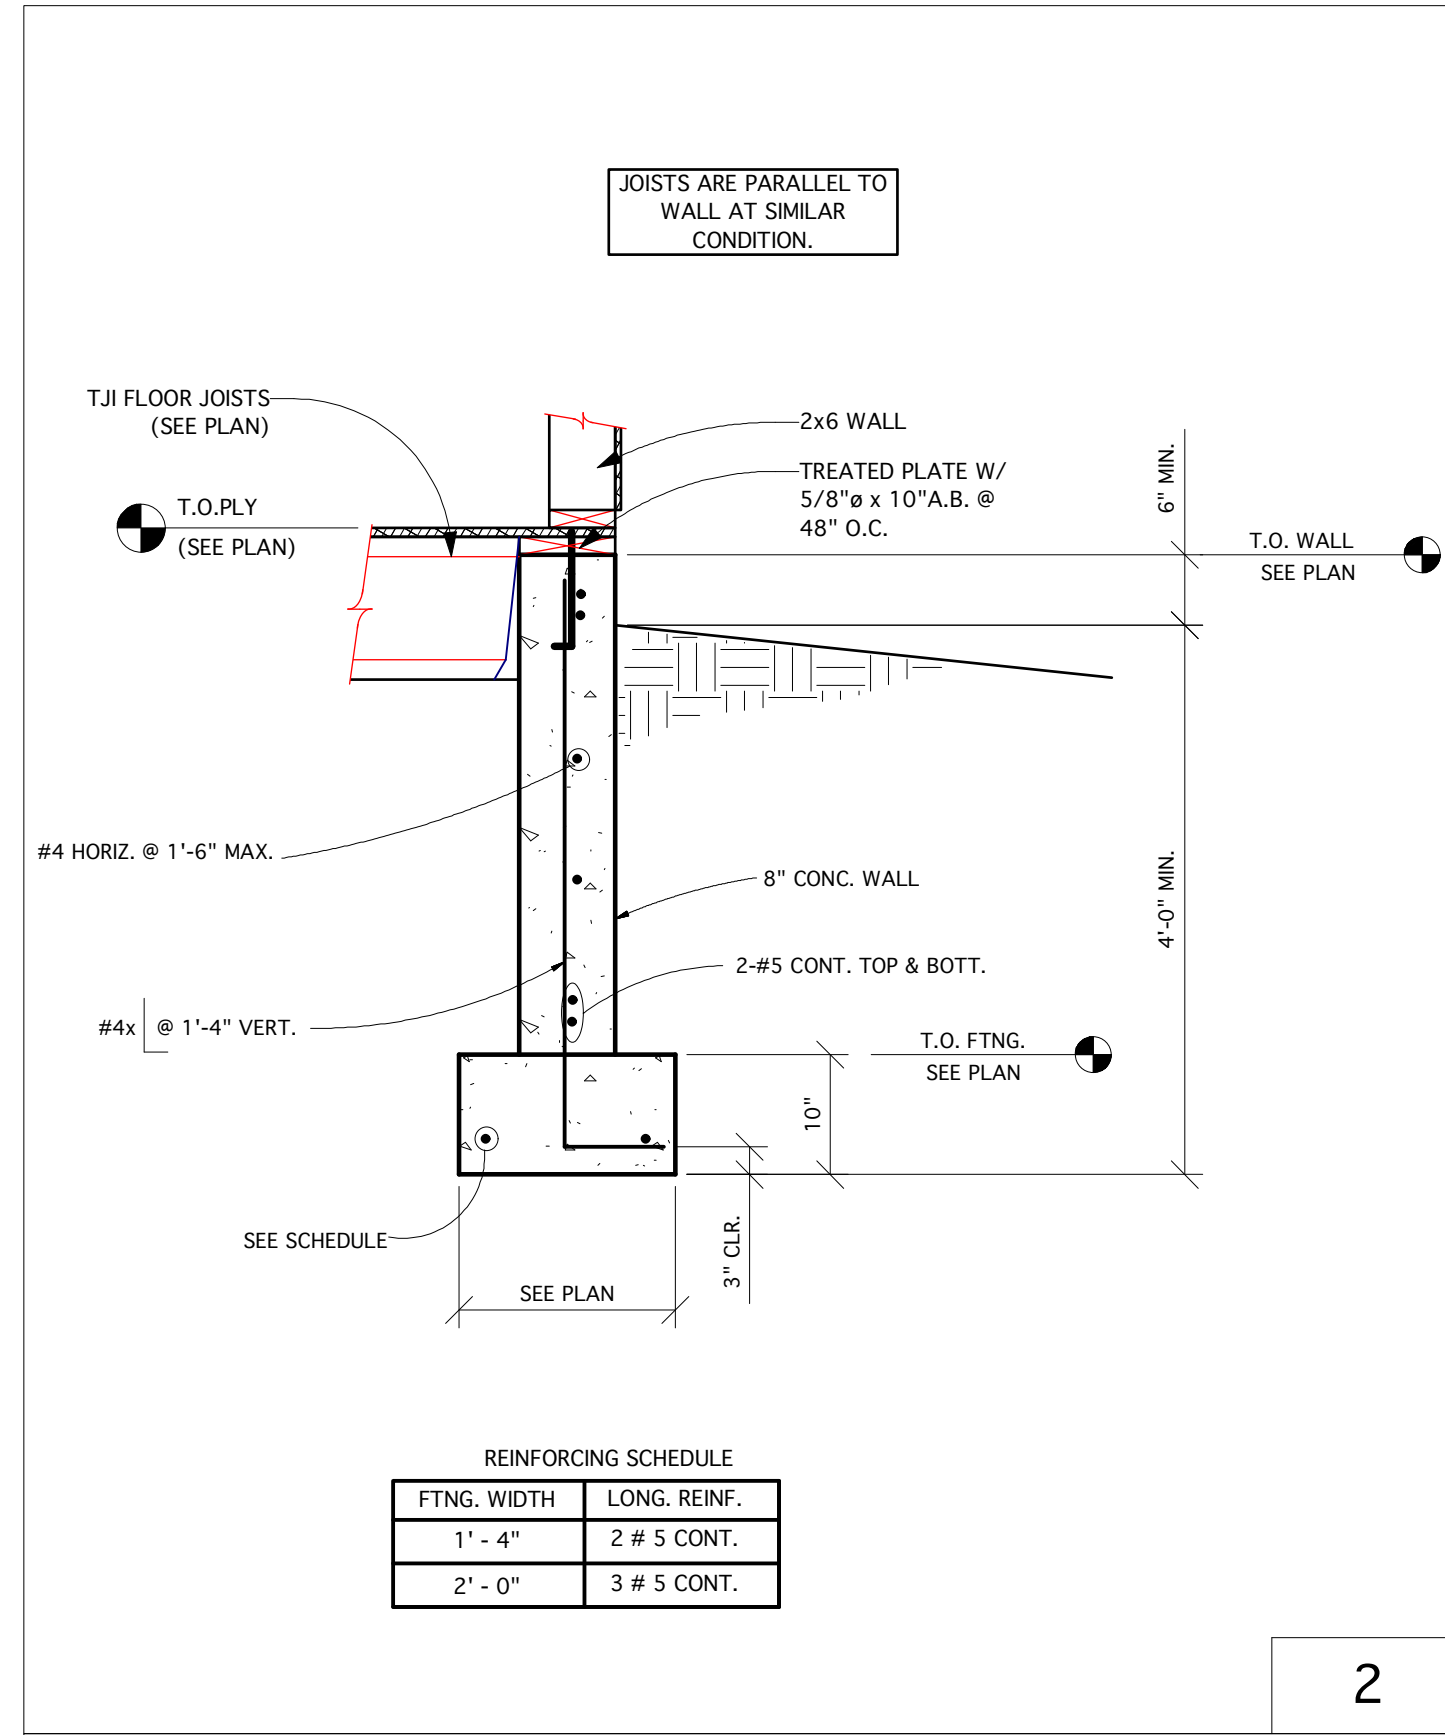 JOISTS ARE PARALLEL TO
WALL AT SIMILAR
CONDITION.
TJI FLOOR JOISTS
(SEE PLAN)
2x6 WALL
TREATED PLATE W/
5/8"ø x 10"A.B. @
48" O.C.
6" MIN.
T.O.PLY
(SEE PLAN)
T.O. WALL
SEE PLAN
#4 HORIZ. @ 1'-6" MAX.
8" CONC. WALL
4'-0" MIN.
2-#5 CONT. TOP & BOTT.
#4x @ 1'-4" VERT.
T.O. FTNG.
SEE PLAN
10"
SEE SCHEDULE
3" CLR.
SEE PLAN
REINFORCING SCHEDULE
FTNG. WIDTH LONG. REINF.
1' - 4" 2 # 5 CONT.
2' - 0" 3 # 5 CONT.
2